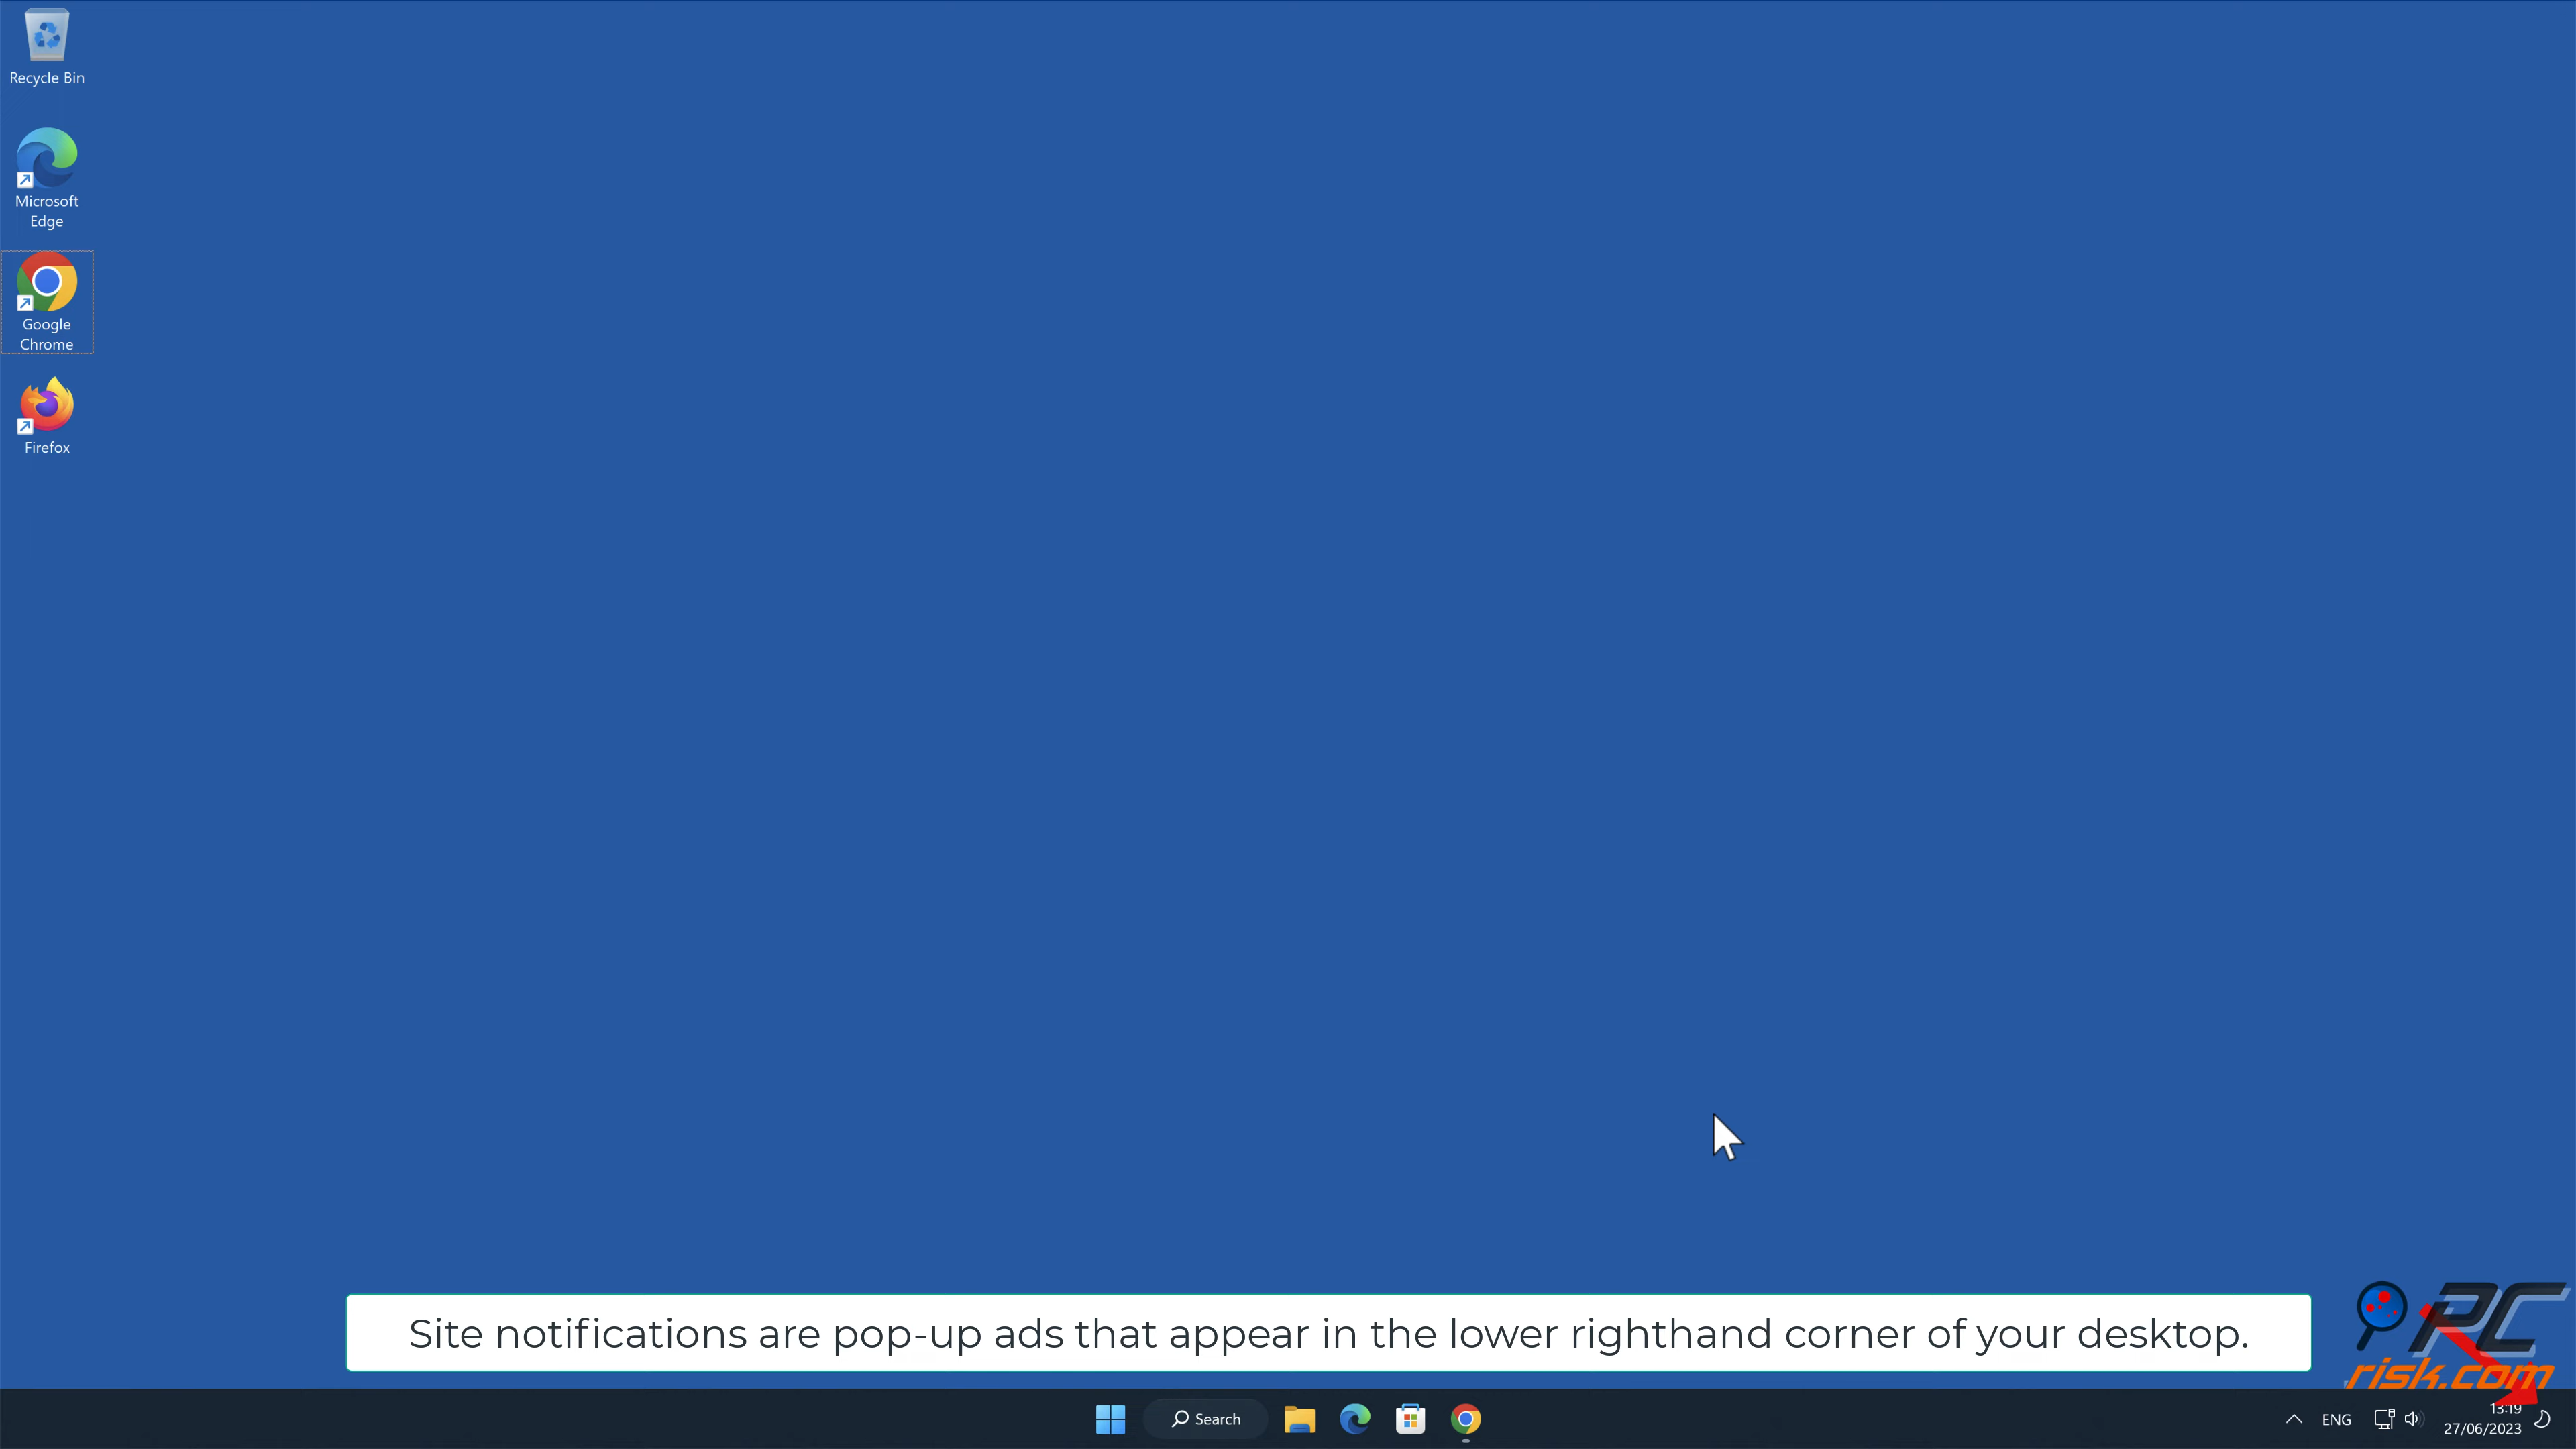 Recycle Bin
Microsoft
Edge
Google
Chrome
Firefox
Site notifications are pop-up ads that appear in the lower righthand corner of your desktop.
PC
risk.com
Search
ENG
13:19
27/06/2023